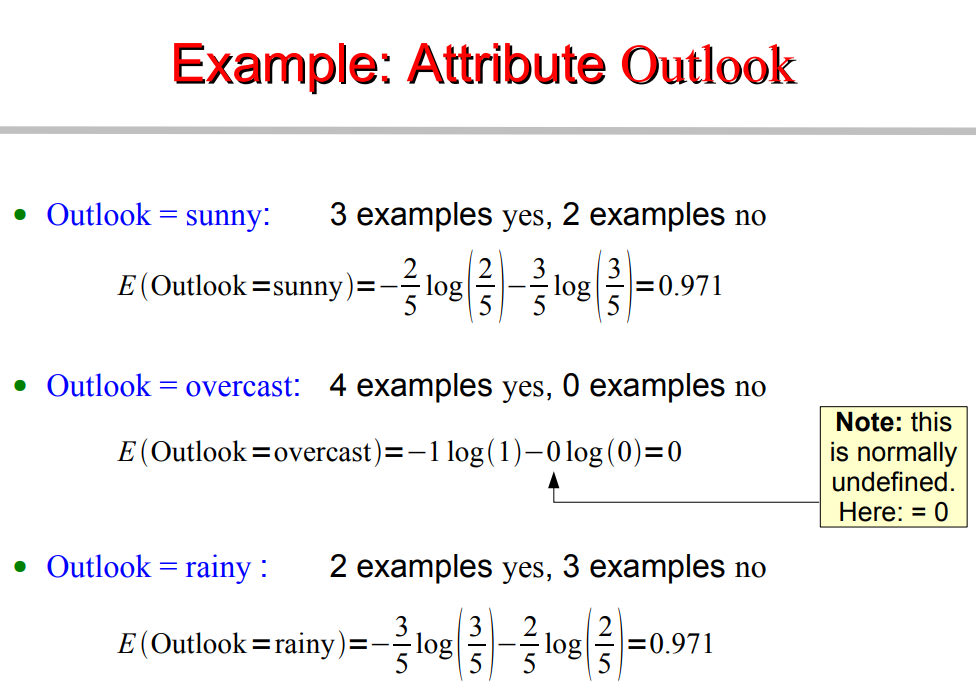 Example: Attribute Outlook
• Outlook = sunny: 3 examples yes, 2 examples no
E(Outlook=sunny)=−2/5 log(2/5)−3/5 log(3/5)=0.971
• Outlook = overcast: 4 examples yes, 0 examples no
E(Outlook=overcast)=−1 log(1)−0 log(0)=0
Note: this
is normally
undefined.
Here: = 0
• Outlook = rainy : 2 examples yes, 3 examples no
E(Outlook=rainy)=−3/5 log(3/5)−2/5 log(2/5)=0.971